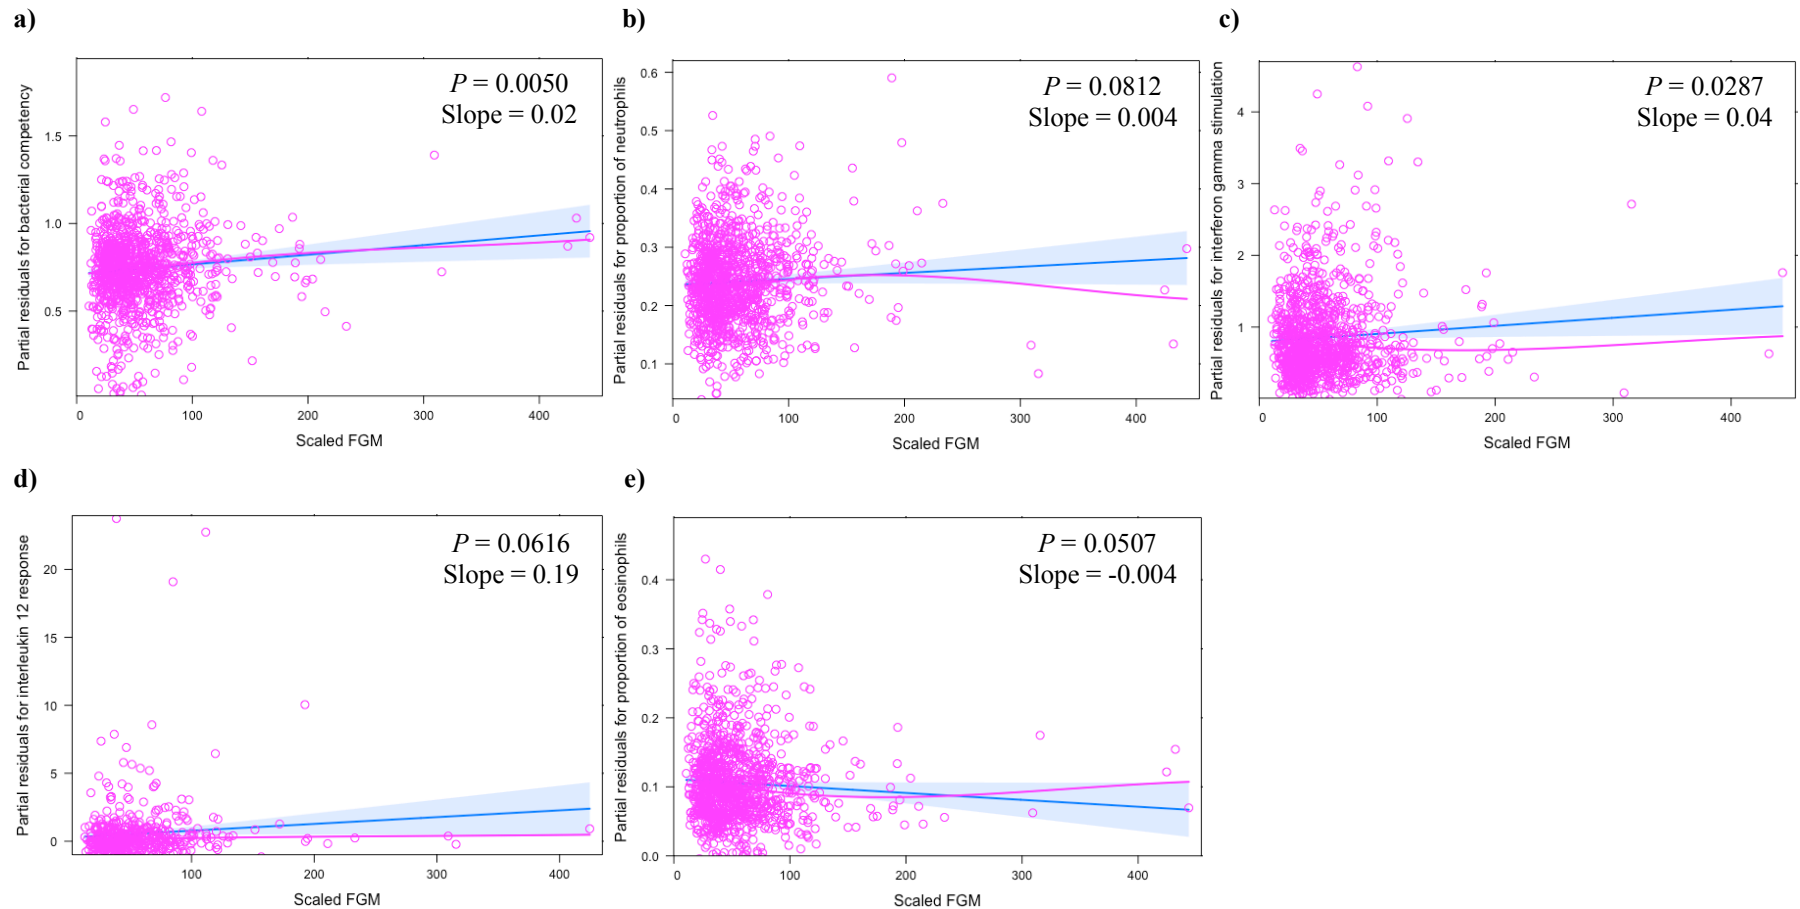 a)
Partial residuals for bacterial competency
1.5
1.0
0.5
P = 0.0050
Slope = 0.02
0 100 200 300 400
Scaled FGM
b)
Partial residuals for proportion of neutrophils
0.6
0.5
0.4
0.3
0.2
0.1
P = 0.0812
Slope = 0.004
0 100 200 300 400
Scaled FGM
c)
Partial residuals for interferon gamma stimulation
4
3
2
1
P = 0.0287
Slope = 0.04
0 100 200 300 400
Scaled FGM
d)
Partial residuals for interleukin 12 response
20
15
10
5
0
P = 0.0616
Slope = 0.19
100 200 300 400
Scaled FGM
e)
Partial residuals for proportion of eosinophils
0.4
0.3
0.2
0.1
0.0
P = 0.0507
Slope = -0.004
0 100 200 300 400
Scaled FGM